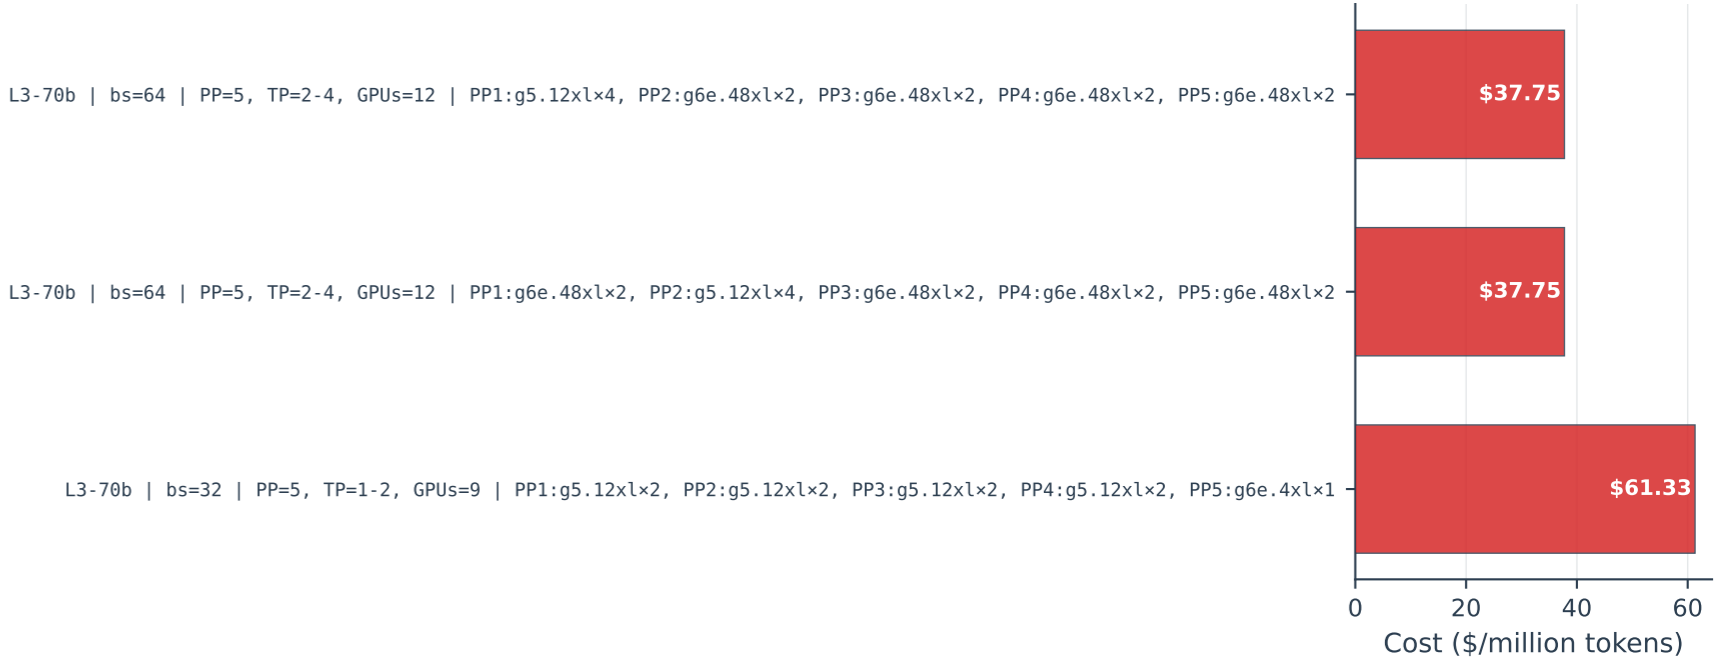 L3-70b | bs=64 | PP=5, TP=2-4, GPUs=12 | PP1:g5.12xl×4, PP2:g6e.48xl×2, PP3:g6e.48xl×2, PP4:g6e.48xl×2, PP5:g6e.48xl×2
$37.75
L3-70b | bs=64 | PP=5, TP=2-4, GPUs=12 | PP1:g6e.48xl×2, PP2:g5.12xl×4, PP3:g6e.48xl×2, PP4:g6e.48xl×2, PP5:g6e.48xl×2
$37.75
L3-70b | bs=32 | PP=5, TP=1-2, GPUs=9 | PP1:g5.12xl×2, PP2:g5.12xl×2, PP3:g5.12xl×2, PP4:g5.12xl×2, PP5:g6e.4xl×1
$61.33
0 20 40 60
Cost ($/million tokens)